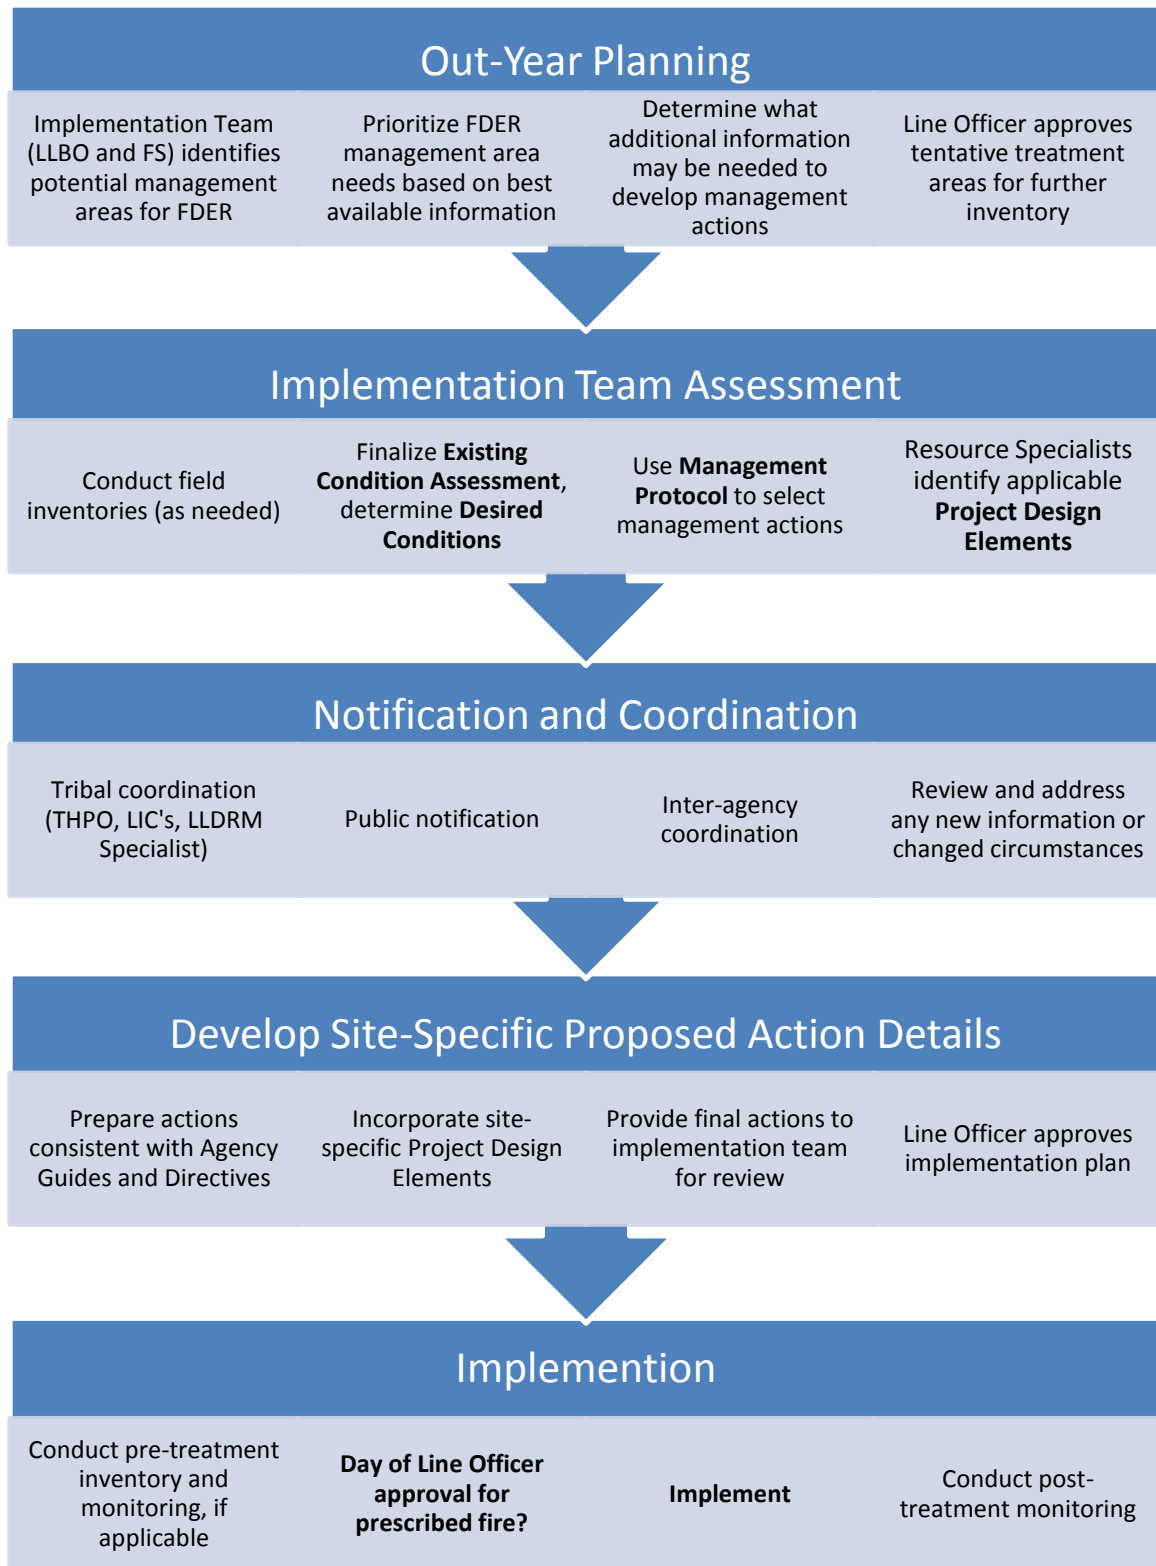 Out-Year Planning
Implementation Team
(LLBO and FS) identifies
potential management
areas for FDER
Prioritize FDER
management area
needs based on best
available information
Determine what
additional information
may be needed to
develop management
actions
Line Officer approves
tentative treatment
areas for further
inventory
Implementation Team Assessment
Conduct field
inventories (as needed)
Finalize Existing
Condition Assessment,
determine Desired
Conditions
Use Management
Protocol to select
management actions
Resource Specialists
identify applicable
Project Design
Elements
Notification and Coordination
Tribal coordination
(THPO, LIC's, LLDRM
Specialist)
Public notification
Inter-agency
coordination
Review and address
any new information or
changed circumstances
Develop Site-Specific Proposed Action Details
Prepare actions
consistent with Agency
Guides and Directives
Incorporate site-
specific Project Design
Elements
Provide final actions to
implementation team
for review
Line Officer approves
implementation plan
Implemention
Conduct pre-treatment
inventory and
monitoring, if
applicable
Day of Line Officer
approval for
prescribed fire?
Implement
Conduct post-
treatment monitoring